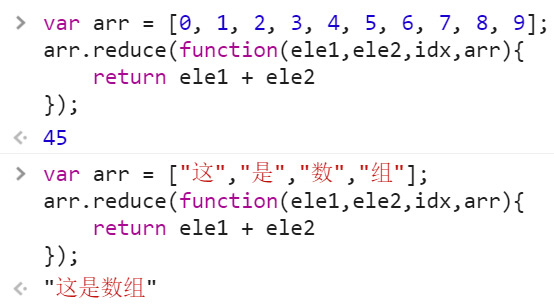 > var arr = [0, 1, 2, 3, 4, 5, 6, 7, 8, 9];
arr.reduce(function(ele1,ele2,idx,arr){
    return ele1 + ele2
});
<· 45
> var arr = ["这","是","数","组"];
arr.reduce(function(ele1,ele2,idx,arr){
    return ele1 + ele2
});
<· "这是数组"